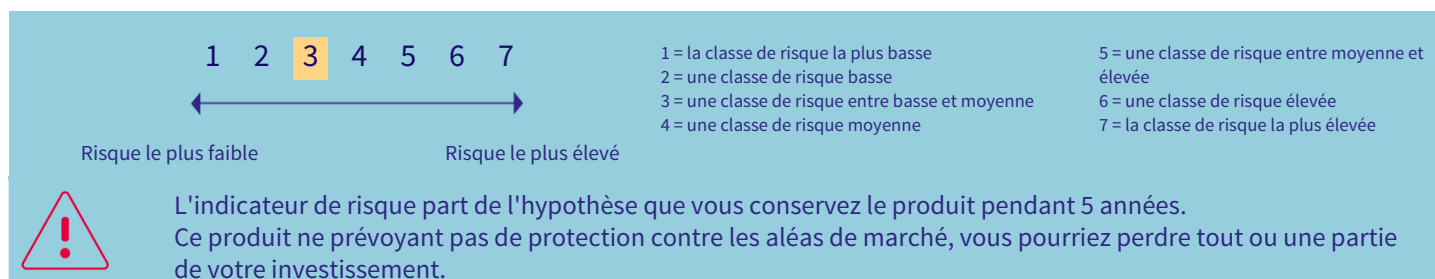 1 2 3 4 5 6 7
Risque le plus faible
Risque le plus élevé
1 = la classe de risque la plus basse
2 = une classe de risque basse
3 = une classe de risque entre basse et moyenne
4 = une classe de risque moyenne
5 = une classe de risque entre moyenne et
élevée
6 = une classe de risque élevée
7 = la classe de risque la plus élevée
L'indicateur de risque part de l'hypothèse que vous conservez le produit pendant 5 années.
Ce produit ne prévoyant pas de protection contre les aléas de marché, vous pourriez perdre tout ou une partie
de votre investissement.